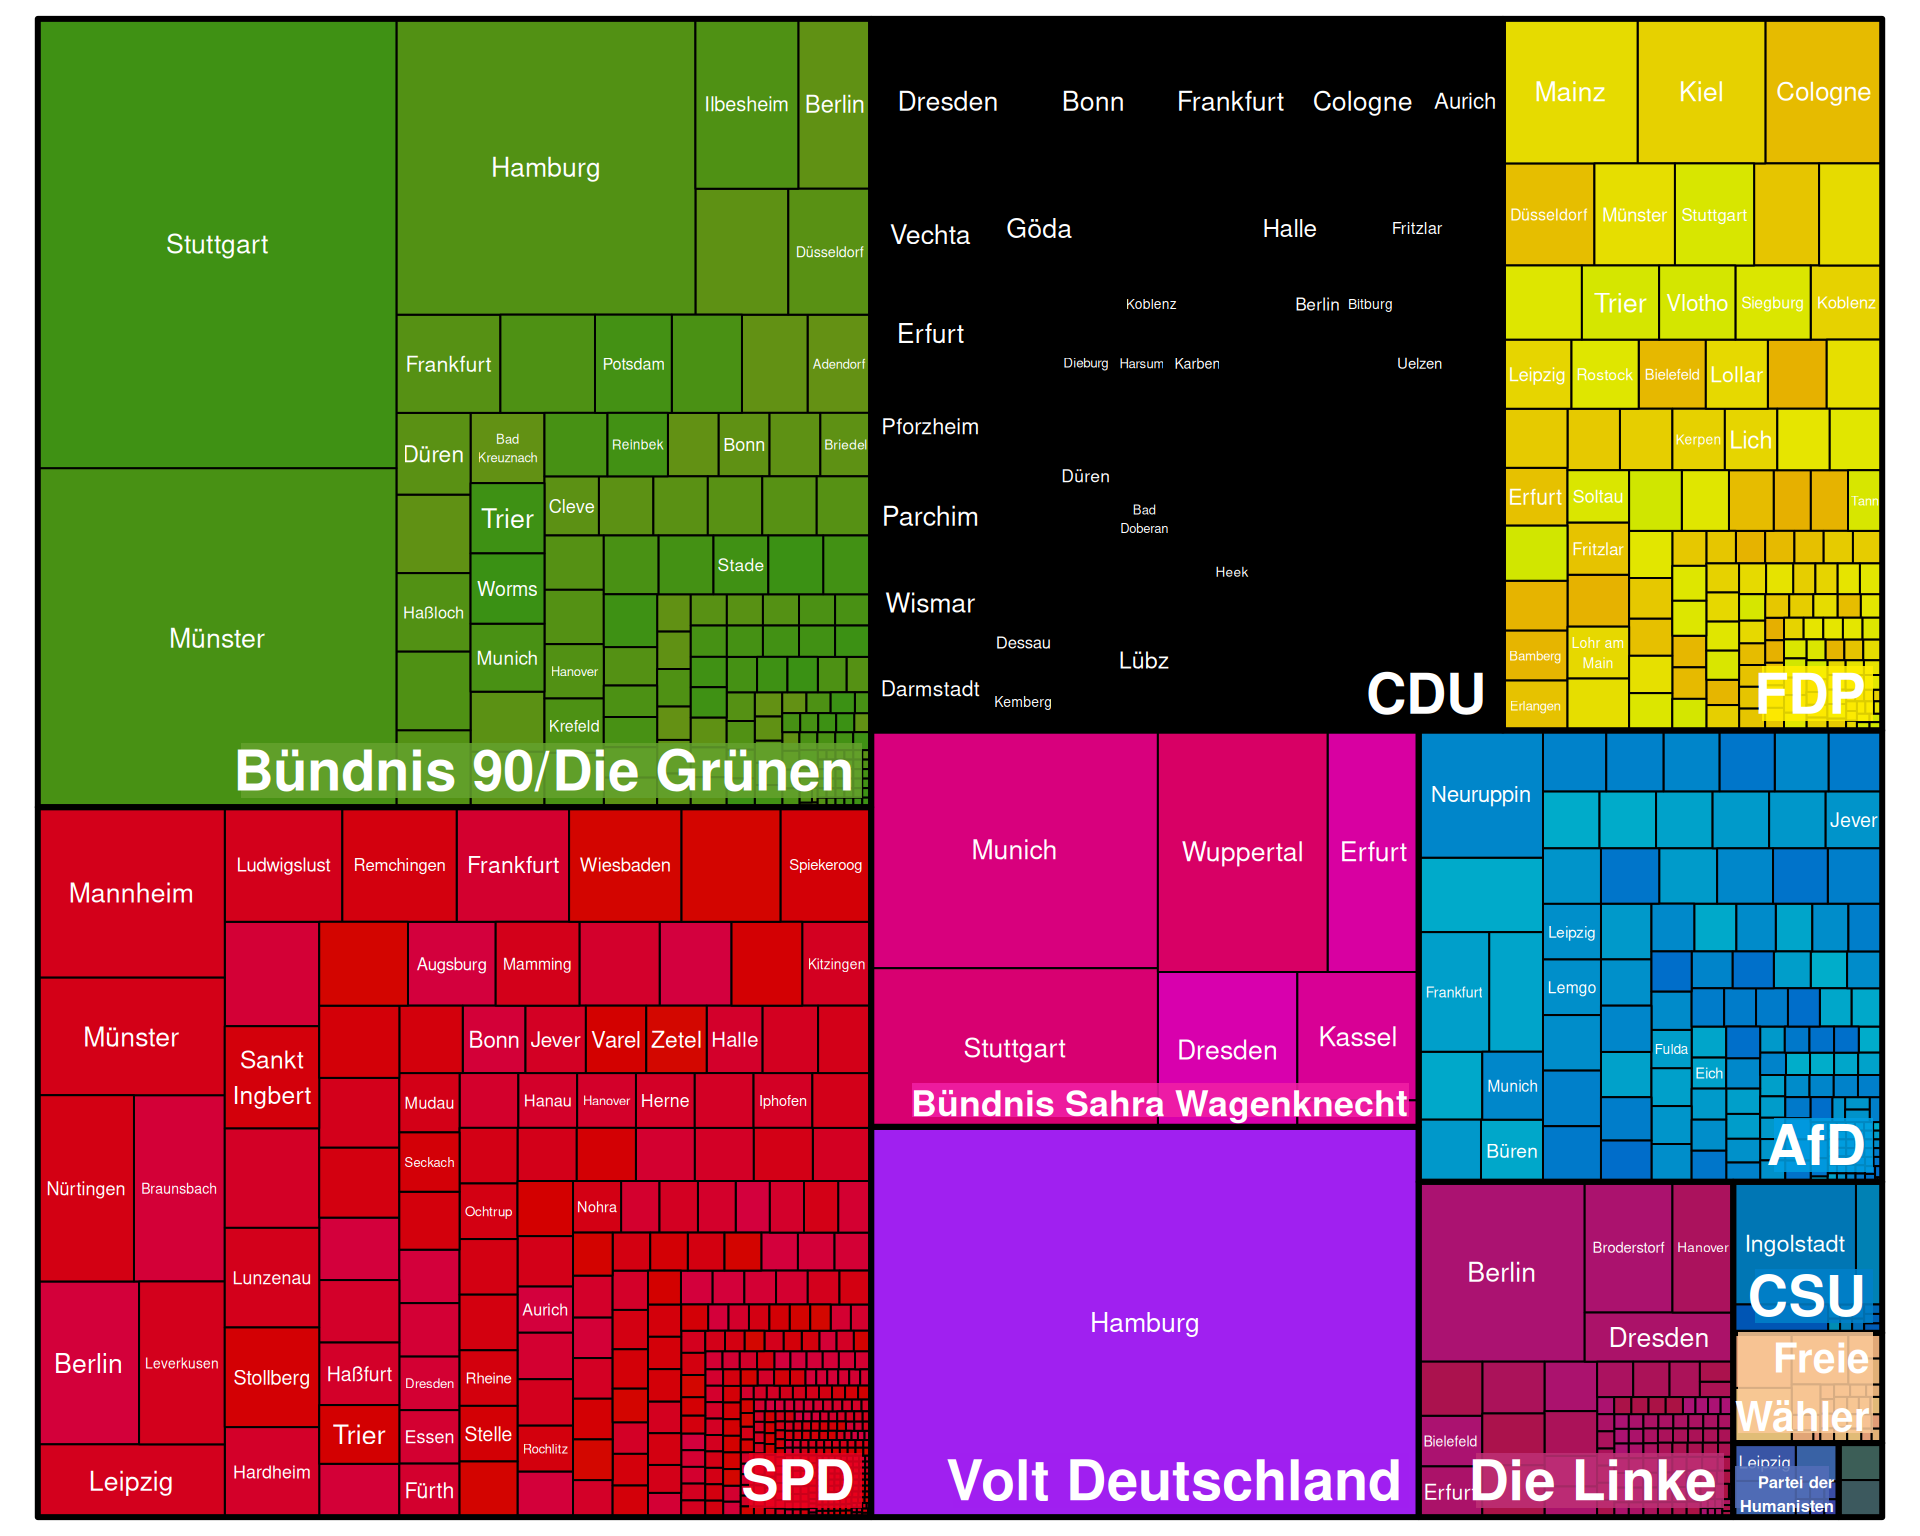 Stuttgart
Hamburg
Ilbesheim
Berlin
Düsseldorf
Münster
Frankfurt
Potsdam
Adendorf
Düren
Bad
Kreuznach
Reinbek
Bonn
Briedel
Trier
Cleve
Worms
Stade
Haßloch
Munich
Hanover
Krefeld
Bündnis 90/Die Grünen
Dresden
Bonn
Frankfurt
Cologne
Aurich
Vechta
Göda
Halle
Fritzlar
Koblenz
Berlin
Bitburg
Erfurt
Dieburg
Harsum
Karben
Uelzen
Pforzheim
Düren
Parchim
Bad
Doberan
Heek
Wismar
Dessau
Lübz
Darmstadt
Kemberg
CDU
Mainz
Kiel
Cologne
Düsseldorf
Münster
Stuttgart
Trier
Vlotho
Siegburg
Koblenz
Leipzig
Rostock
Bielefeld
Lollar
Kerpen
Lich
Erfurt
Soltau
Tann
Fritzlar
Bamberg
Lohr am
Main
Erlangen
FDP
Mannheim
Ludwigslust
Remchingen
Frankfurt
Wiesbaden
Spiekeroog
Augsburg
Mamming
Kitzingen
Münster
Sankt
Ingbert
Bonn
Jever
Varel
Zetel
Halle
Mudau
Hanau
Hanover
Herne
Iphofen
Nürtingen
Braunsbach
Seckach
Ochtrup
Nohra
Lunzenau
Aurich
Berlin
Leverkusen
Stollberg
Haßfurt
Dresden
Rheine
Trier
Essen
Stelle
Rochlitz
Leipzig
Hardheim
Fürth
SPD
Munich
Wuppertal
Erfurt
Stuttgart
Dresden
Kassel
Bündnis Sahra Wagenknecht
Hamburg
Volt Deutschland
Neuruppin
Jever
Leipzig
Frankfurt
Lemgo
Fulda
Eich
Munich
Büren
AfD
Berlin
Broderstorf
Hanover
Dresden
Bielefeld
Erfurt
Die Linke
Ingolstadt
CSU
Freie
Wähler
Leipzig
Partei der
Humanisten